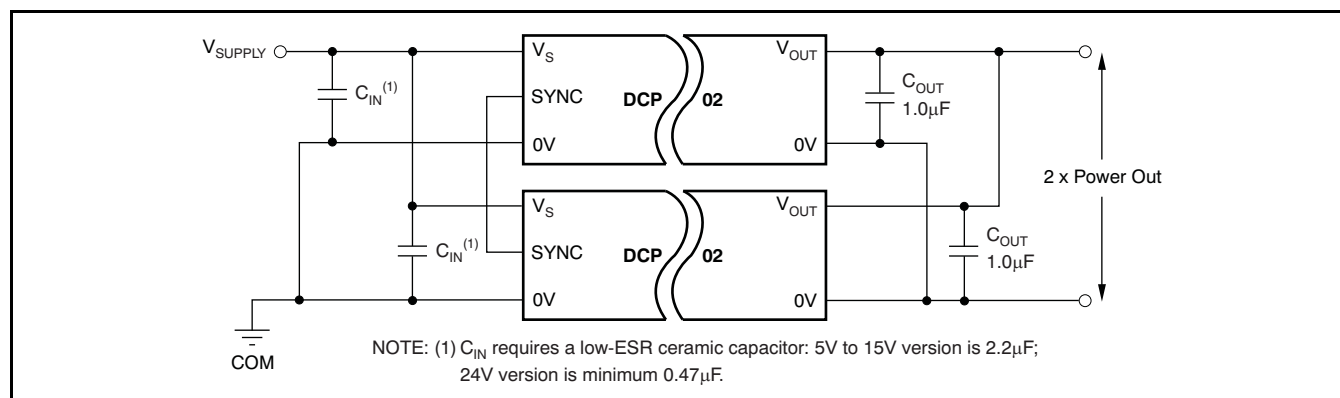 V_SUPPLY
C_IN^(1)
V_S
SYNC
0V
DCP
02
V_OUT
0V
C_OUT
1.0μF
2 x Power Out
C_IN^(1)
V_S
SYNC
0V
DCP
02
V_OUT
0V
C_OUT
1.0μF
COM
NOTE: (1) C_IN requires a low-ESR ceramic capacitor: 5V to 15V version is 2.2μF;
24V version is minimum 0.47μF.